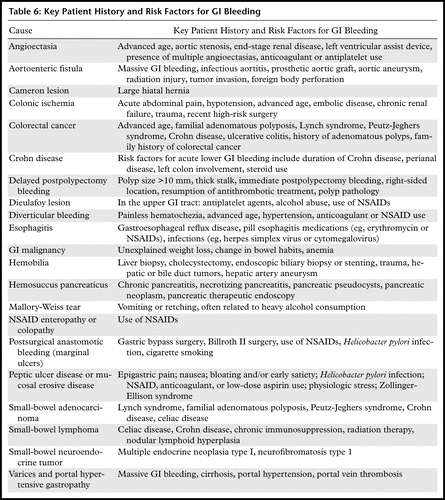 Table 6: Key Patient History and Risk Factors for GI Bleeding
Cause Key Patient History and Risk Factors for GI Bleeding
Angioectasia Advanced age, aortic stenosis, end-stage renal disease, left ventricular assist device,
presence of multiple angioectasias, anticoagulant or antiplatelet use
Aortoenteric fistula Massive GI bleeding, infectious aortitis, prosthetic aortic graft, aortic aneurysm,
radiation injury, tumor invasion, foreign body perforation
Cameron lesion Large hiatal hernia
Colonic ischemia Acute abdominal pain, hypotension, advanced age, embolic disease, chronic renal
failure, trauma, recent high-risk surgery
Colorectal cancer Advanced age, familial adenomatous polyposis, Lynch syndrome, Peutz-Jeghers
syndrome, Crohn disease, ulcerative colitis, history of adenomatous polyps, fam-
ily history of colorectal cancer
Crohn disease Risk factors for acute lower GI bleeding include duration of Crohn disease, perianal
disease, left colon involvement, steroid use
Delayed postpolypectomy Polyp size >10 mm, thick stalk, immediate postpolypectomy bleeding, right-sided
bleeding location, resumption of antithrombotic treatment, polyp pathology
Dieulafoy lesion In the upper GI tract: antiplatelet agents, alcohol abuse, use of NSAIDs
Diverticular bleeding Painless hematochezia, advanced age, hypertension, anticoagulant or NSAID use
Esophagitis Gastroesophageal reflux disease, pill esophagitis medications (eg, erythromycin
or NSAIDs), infections (eg, herpes simplex virus or cytomegalovirus)
GI malignancy Unexplained weight loss, change in bowel habits, anemia
Hemobilia Liver biopsy, cholecystectomy, endoscopic biliary biopsy or stenting, trauma, he-
patic or bile duct tumors, hepatic artery aneurysm
Hemosuccus pancreaticus Chronic pancreatitis, necrotizing pancreatitis, pancreatic pseudocysts, pancreatic
neoplasm, pancreatic therapeutic endoscopy
Mallory-Weiss tear Vomiting or retching, often related to heavy alcohol consumption
NSAID enteropathy or Use of NSAIDs
colopathy
Postsurgical anastomotic Gastric bypass surgery, Billroth II surgery, use of NSAIDs, Helicobacter pylori infec-
bleeding (marginal tion, cigarette smoking
ulcers)
Peptic ulcer disease or mu- Epigastric pain; nausea; bloating and/or early satiety; Helicobacter pylori infection;
cosal erosive disease NSAID, anticoagulant, or low-dose aspirin use; physiologic stress; Zollinger-
Ellison syndrome
Small-bowel adenocarci- Lynch syndrome, familial adenomatous polyposis, Peutz-Jeghers syndrome, Crohn
noma disease, celiac disease
Small-bowel lymphoma Celiac disease, Crohn disease, chronic immunosuppression, radiation therapy,
nodular lymphoid hyperplasia
Small-bowel neuroendo- Multiple endocrine neoplasia type I, neurofibromatosis type 1
crine tumor
Varices and portal hyper- Massive GI bleeding, cirrhosis, portal hypertension, portal vein thrombosis
tensive gastropathy